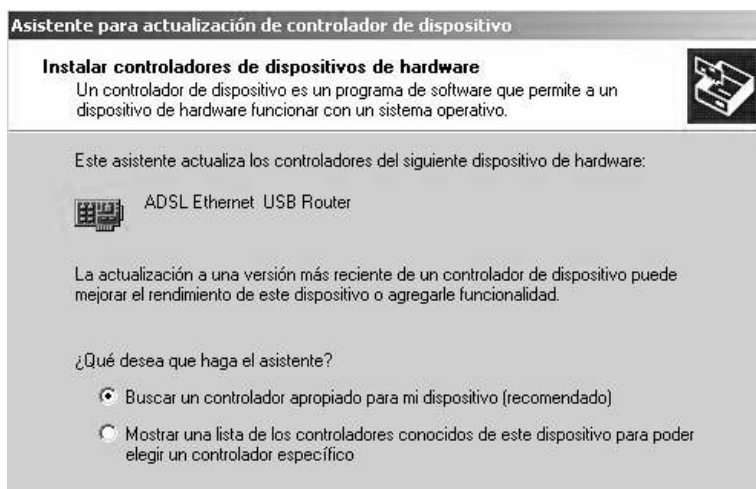 Asistente para actualización de controlador de dispositivo
Instalar controladores de dispositivos de hardware
Un controlador de dispositivo es un programa de software que permite a un
dispositivo de hardware funcionar con un sistema operativo.
Este asistente actualiza los controladores del siguiente dispositivo de hardware:
ADSL Ethernet USB Router
La actualización a una versión más reciente de un controlador de dispositivo puede
mejorar el rendimiento de este dispositivo o agregarle funcionalidad.
¿Qué desea que haga el asistente?
Buscar un controlador apropiado para mi dispositivo (recomendado)
Mostrar una lista de los controladores conocidos de este dispositivo para poder
elegir un controlador específico